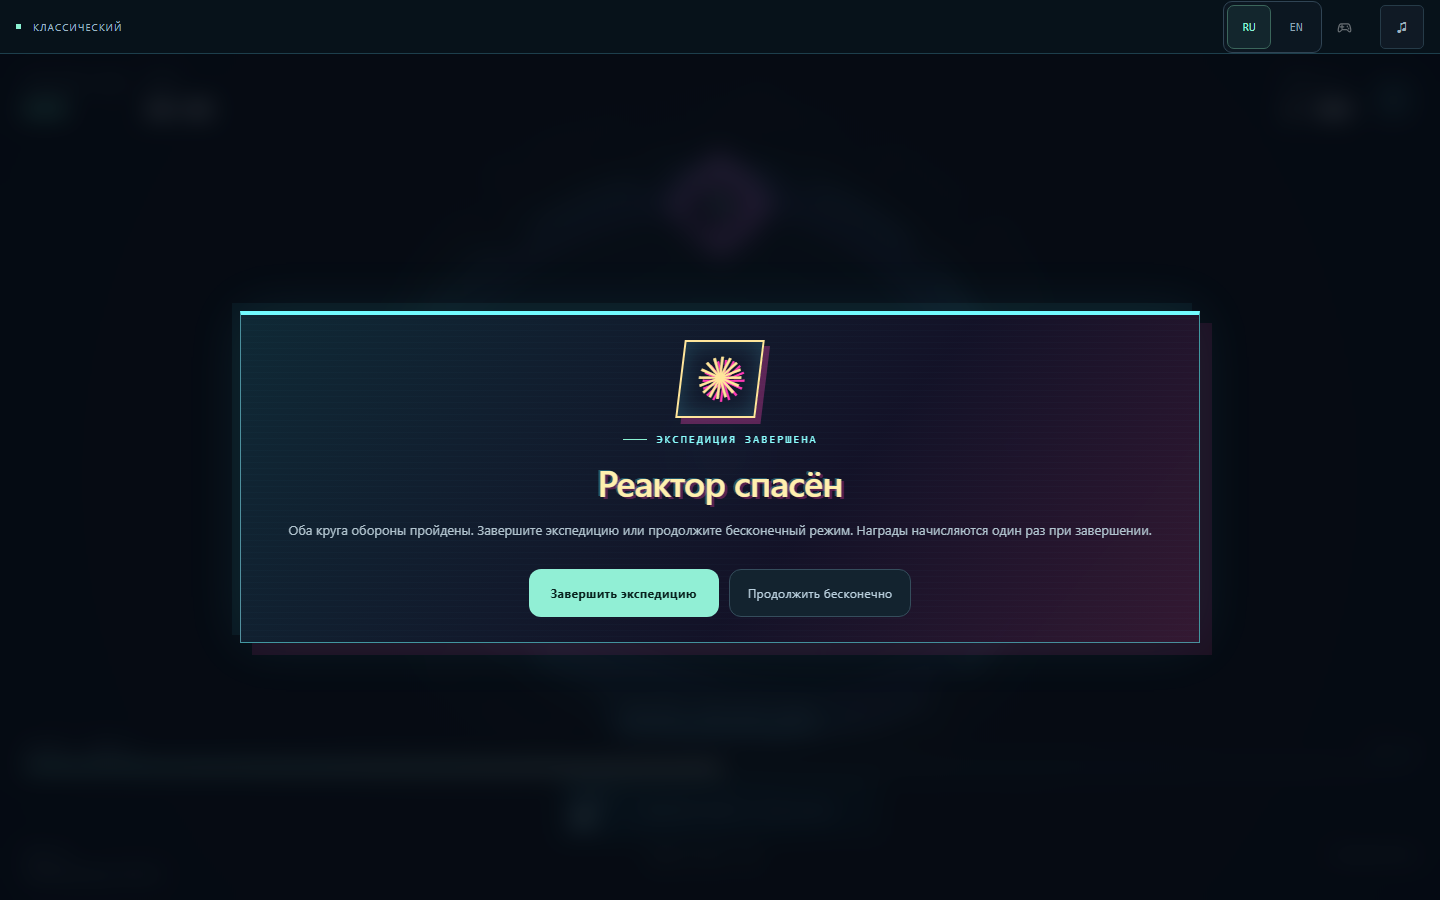 КЛАССИЧЕСКИЙ
RU
EN
ЭКСПЕДИЦИЯ ЗАВЕРШЕНА
Реактор спасён
Оба круга обороны пройдены. Завершите экспедицию или продолжите бесконечный режим. Награды начисляются один раз при завершении.
Завершить экспедицию
Продолжить бесконечно